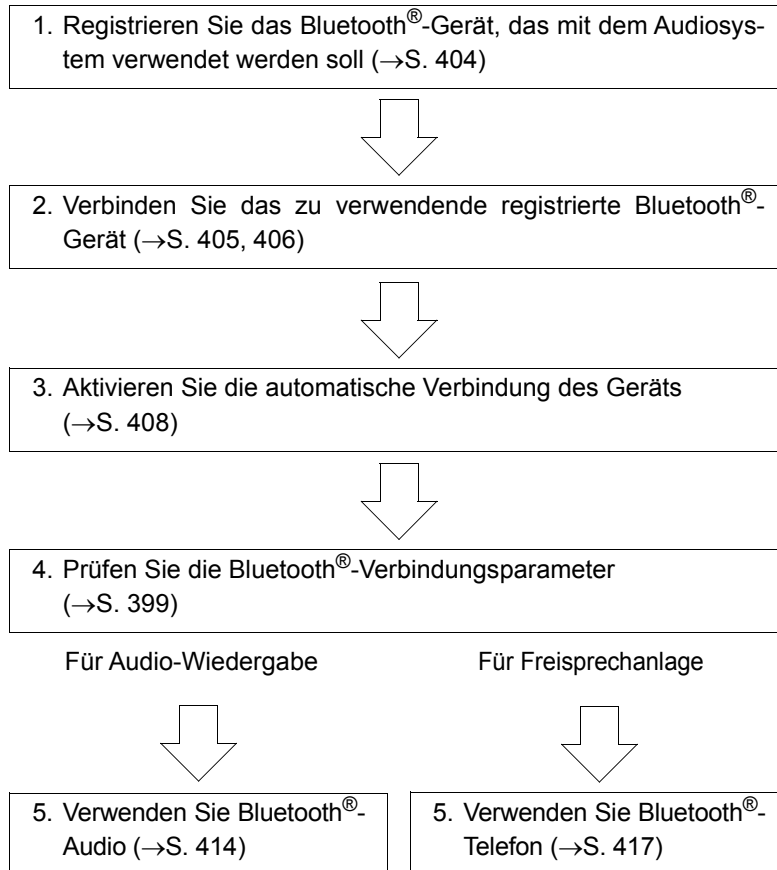 1. Registrieren Sie das Bluetooth®-Gerät, das mit dem Audiosys-
tem verwendet werden soll (→S. 404)
2. Verbinden Sie das zu verwendende registrierte Bluetooth®-
Gerät (→S. 405, 406)
3. Aktivieren Sie die automatische Verbindung des Geräts
(→S. 408)
4. Prüfen Sie die Bluetooth®-Verbindungsparameter
(→S. 399)
Für Audio-Wiedergabe
Für Freisprechanlage
5. Verwenden Sie Bluetooth®-
Audio (→S. 414)
5. Verwenden Sie Bluetooth®-
Telefon (→S. 417)